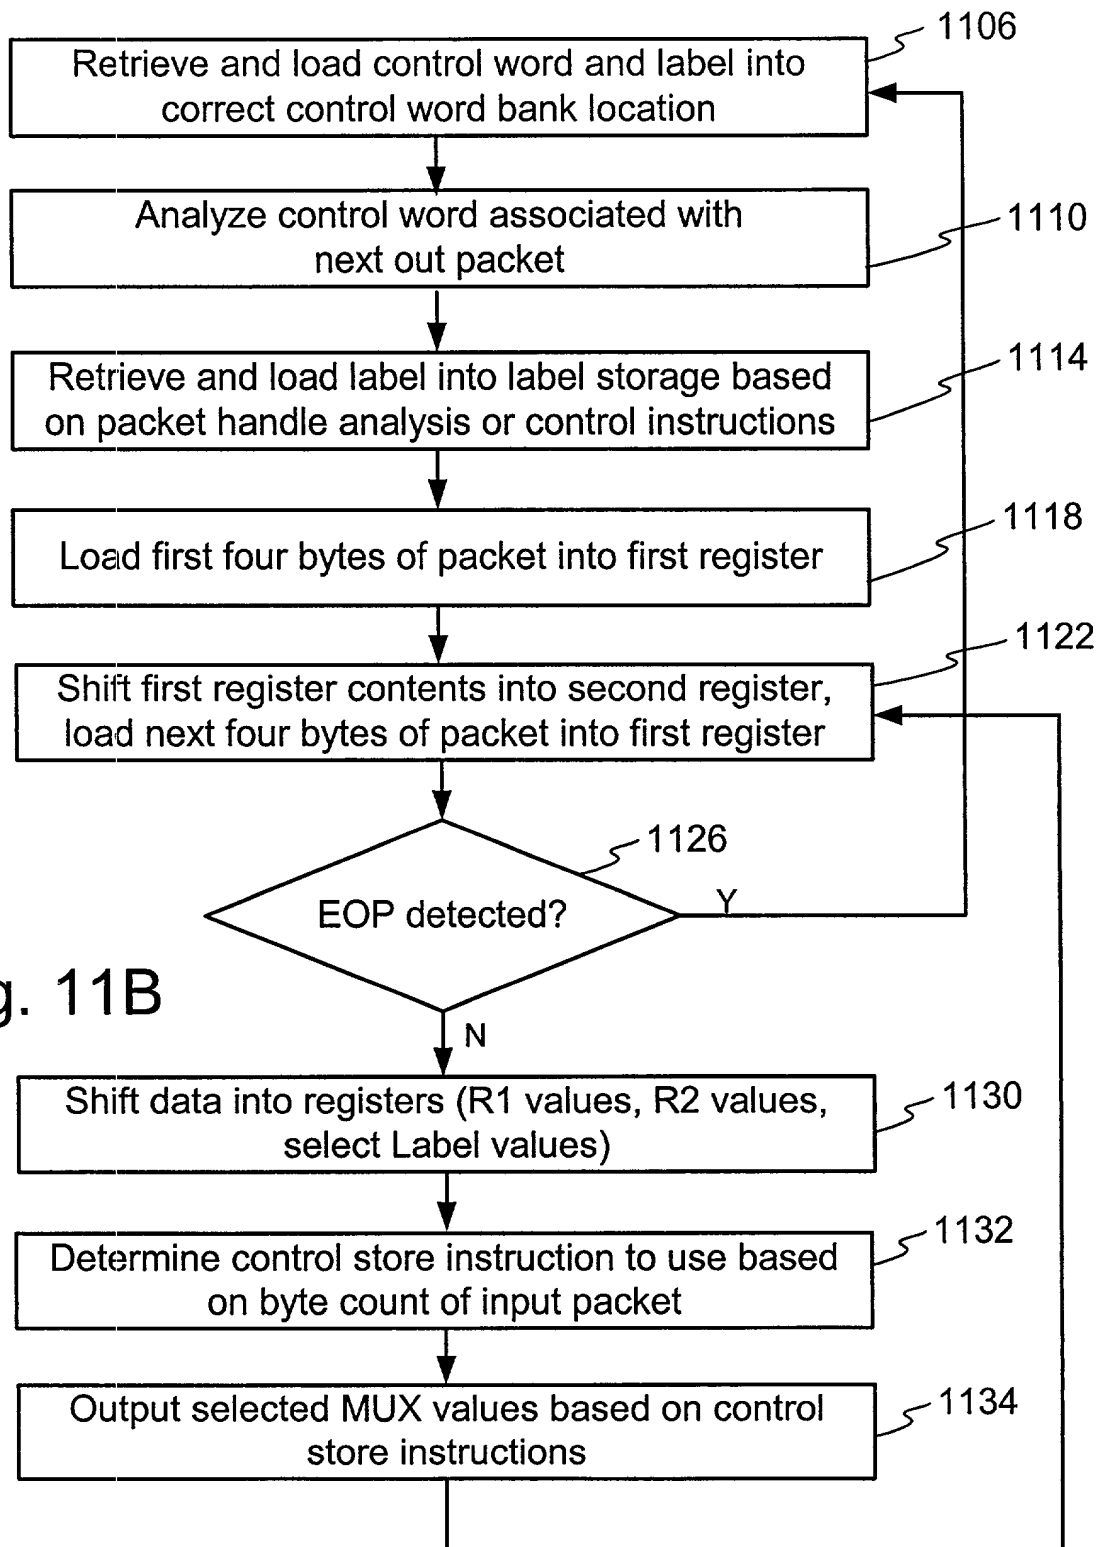 1106
Retrieve and load control word and label into
correct control word bank location
Analyze control word associated with
next out packet
1110
Retrieve and load label into label storage based
on packet handle analysis or control instructions
1114
Load first four bytes of packet into first register
1118
Shift first register contents into second register,
load next four bytes of packet into first register
1122
EOP detected?
1126
Y
g. 11B
N
Shift data into registers (R1 values, R2 values,
select Label values)
1130
Determine control store instruction to use based
on byte count of input packet
1132
Output selected MUX values based on control
store instructions
1134